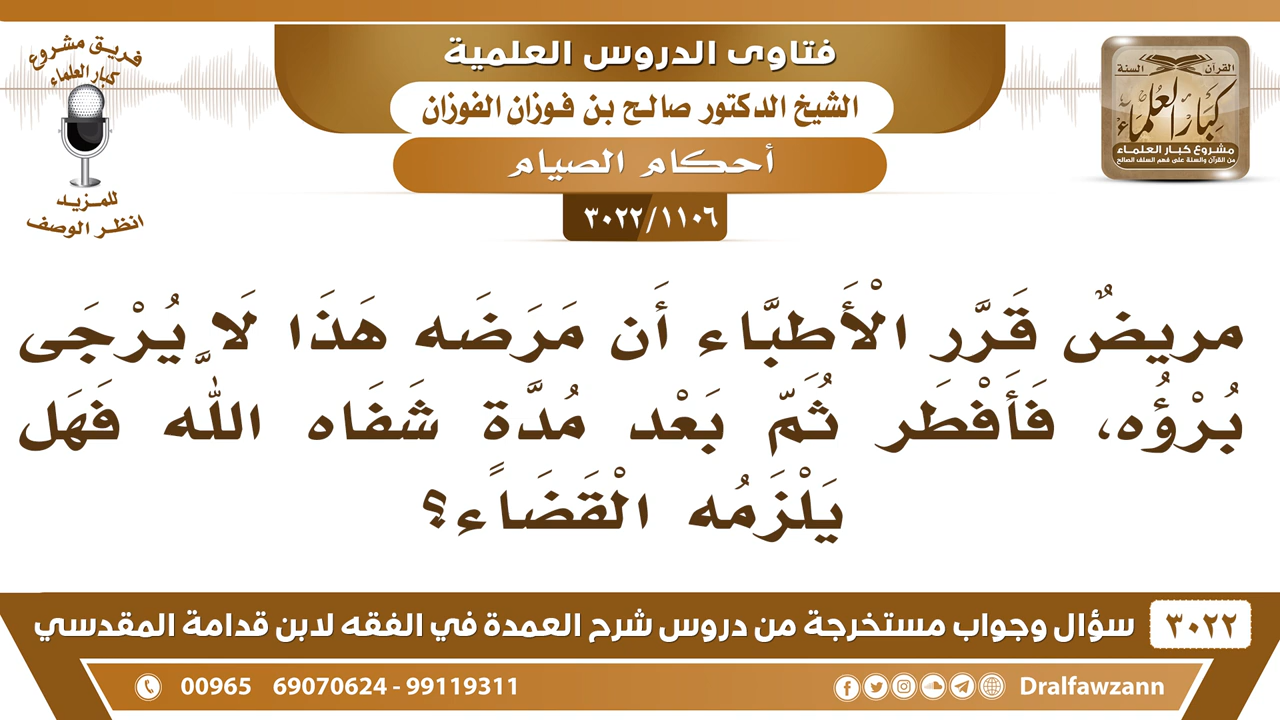 فتاوى الدروس العلمية
الشيخ الدكتور صالح بن فوزان الفوزان
أحكام الصيام
٣٠٢٢/١١٠٦
فريق مشروع
كبار العلماء
للمزيد
انظر الوصف
القرآن السنة
كبار العلماء
مشروع كبار العلماء
من القرآن والسنة على فهم السلف الصالح
مريضٌ قَرَّر الْأَطبَّاء أَن مَرَضَه هَذَا لَا يُرْجَى
بُرْؤُه، فَأَفْطَر ثُمّ بَعْد مُدَّة شَفَاه اللَّه فَهَل
يَلْزَمُه الْقَضَاءً؟
سؤال وجواب مستخرجة من دروس شرح العمدة في الفقه لابن قدامة المقدسي
٣٠٢٢
00965 69070624 - 99119311
Dralfawzann